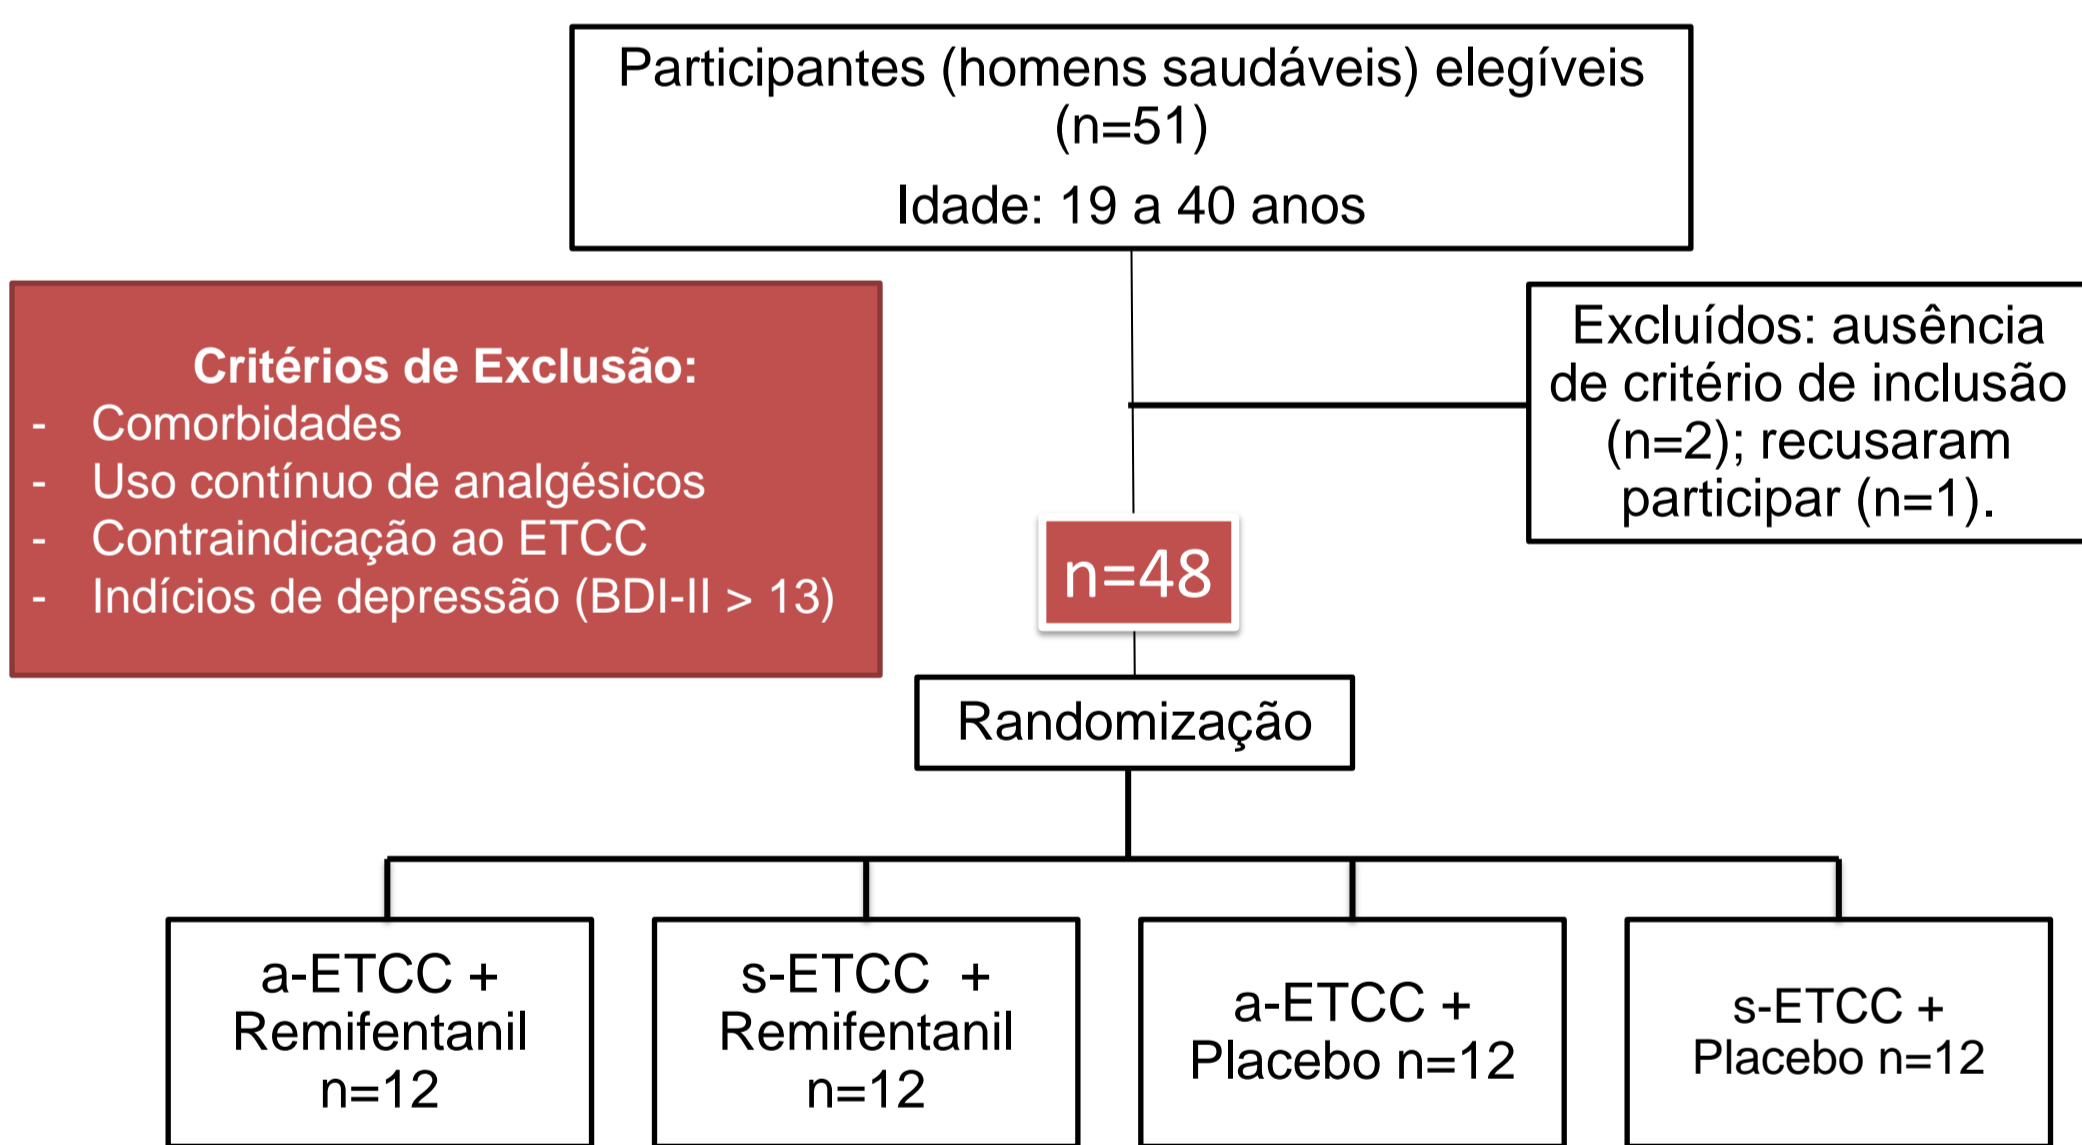 Participantes (homens saudáveis) elegíveis
(n=51)
Idade: 19 a 40 anos
Critérios de Exclusão:
- Comorbidades
- Uso contínuo de analgésicos
- Contraindicação ao ETCC
- Indícios de depressão (BDI-II > 13)
Excluídos: ausência
de critério de inclusão
(n=2); recusaram
participar (n=1).
n=48
Randomização
a-ETCC +
Remifentanil
n=12
s-ETCC +
Remifentanil
n=12
a-ETCC +
Placebo n=12
s-ETCC +
Placebo n=12